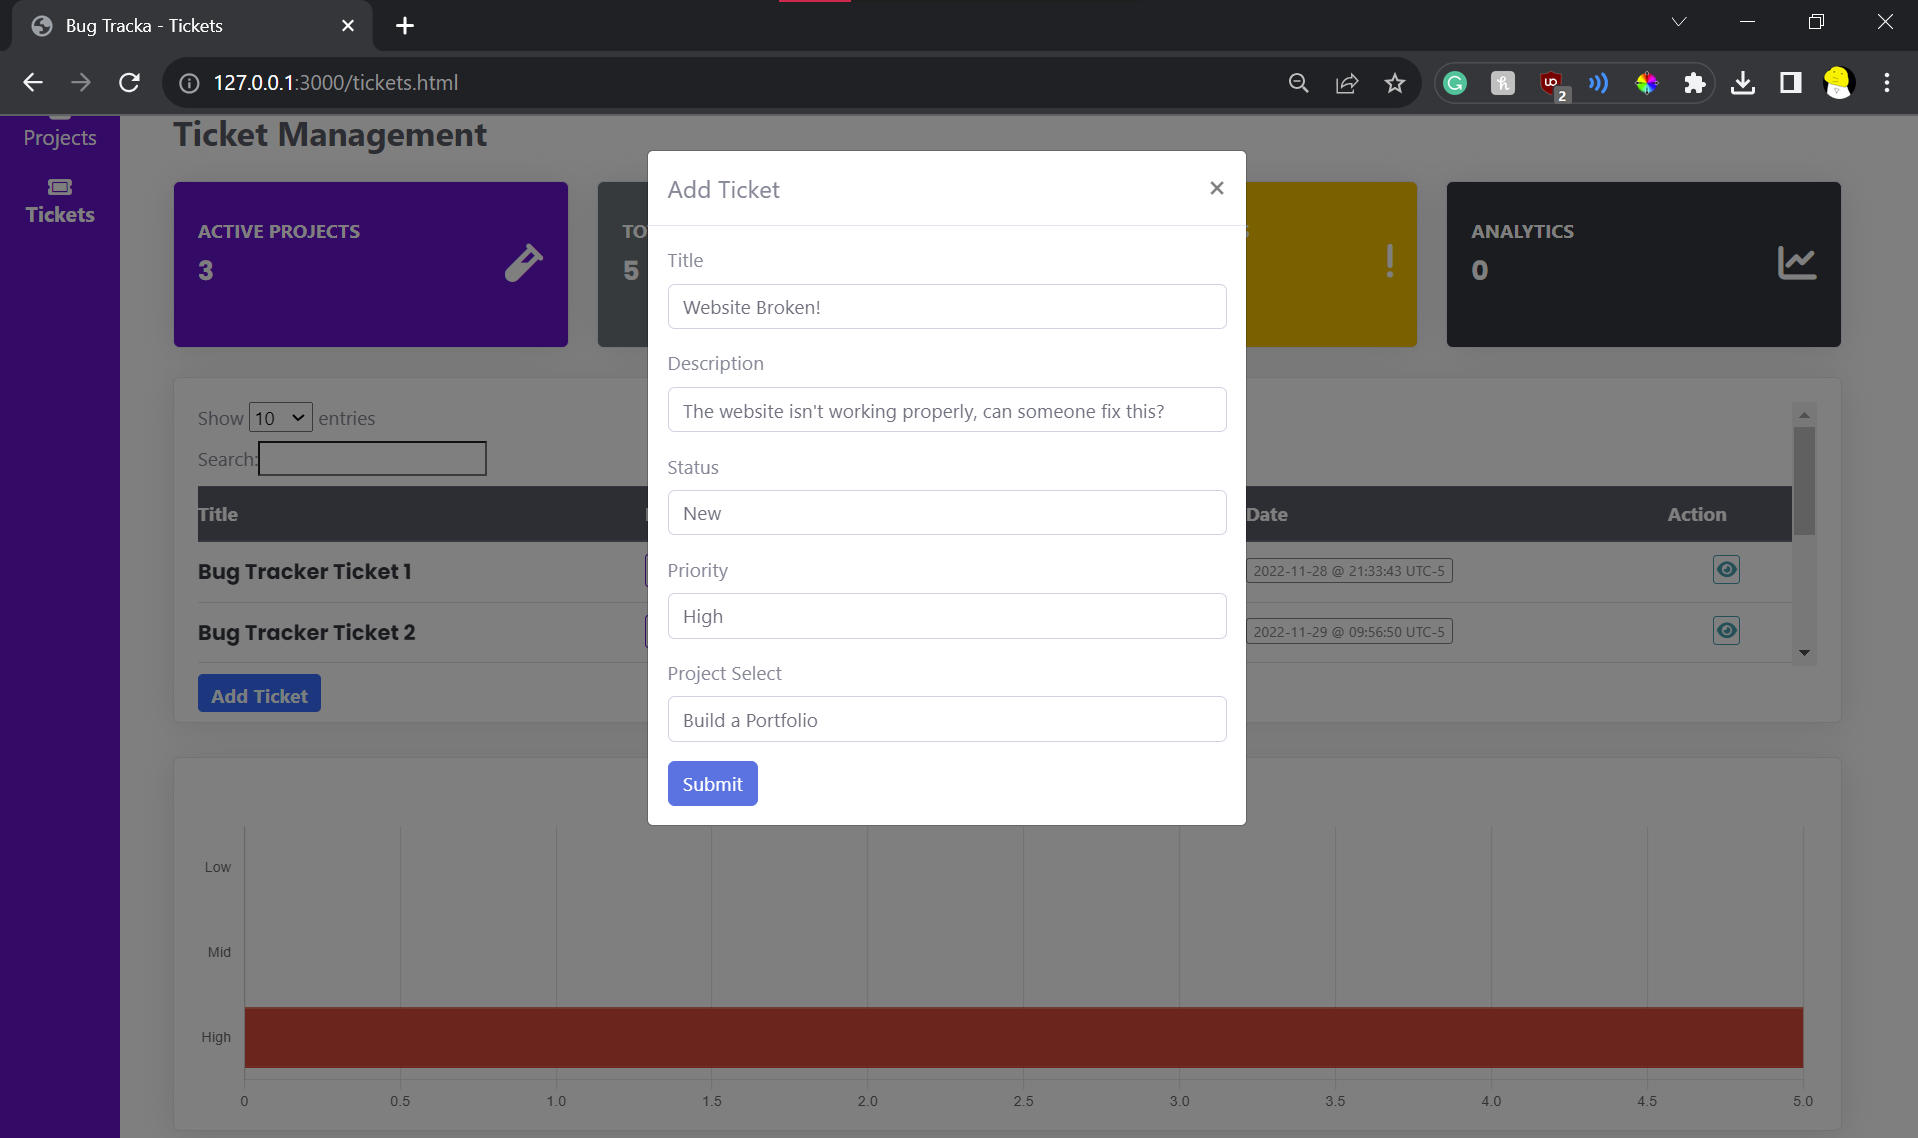 Bug Tracka - Tickets
127.0.0.1:3000/tickets.html
2
Projects
Tickets
Ticket Management
ACTIVE PROJECTS
3
TO
5
ANALYTICS
0
Add Ticket
Title
Website Broken!
Description
The website isn't working properly, can someone fix this?
Status
New
Priority
High
Project Select
Build a Portfolio
Submit
Show 10 entries
Search:
Title Date Action
Bug Tracker Ticket 1 2022-11-28 @ 21:33:43 UTC-5
Bug Tracker Ticket 2 2022-11-29 @ 09:56:50 UTC-5
Add Ticket
Low
Mid
High
0 0.5 1.0 1.5 2.0 2.5 3.0 3.5 4.0 4.5 5.0